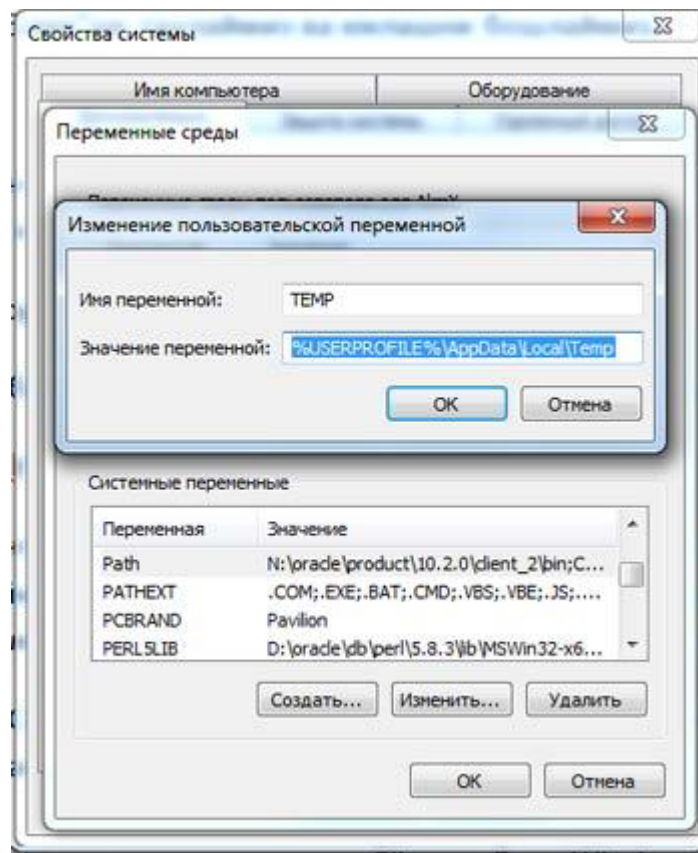 Свойства системы
Имя компьютера
Оборудование
Переменные среды
Изменение пользовательской переменной
Имя переменной: TEMP
Значение переменной: %USERPROFILE%\AppData\Local\Temp
ОК Отмена
Системные переменные
Переменная Значение
Path N:\oracle\product\10.2.0\client_2\bin;C...
PATHEXT .COM;.EXE;.BAT;.CMD;.VBS;.VBE;.JS;....
PCBRAND Pavilion
PERL5LIB D:\oracle\db\perl\5.8.3\lib\MSWin32-x6...
Создать... Изменить... Удалить
ОК Отмена